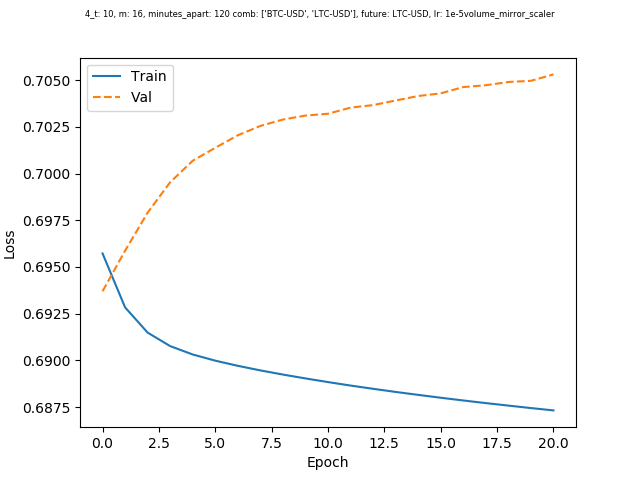 4_t: 10, m: 16, minutes_apart: 120 comb: ['BTC-USD', 'LTC-USD'], future: LTC-USD, lr: 1e-5volume_mirror_scaler
Train
Val
0.7050
0.7025
0.7000
0.6975
0.6950
0.6925
0.6900
0.6875
Loss
0.0 2.5 5.0 7.5 10.0 12.5 15.0 17.5 20.0
Epoch